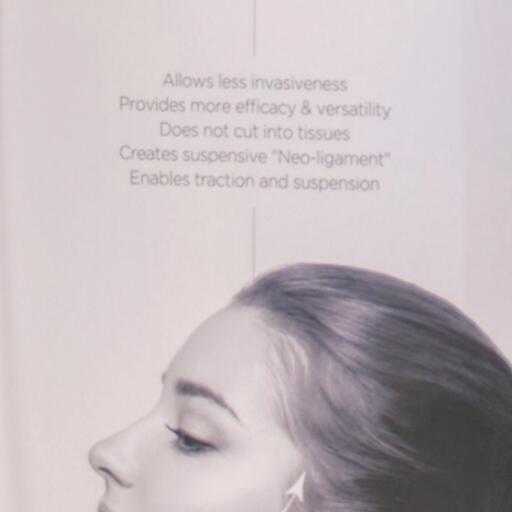 Allows less invasiveness
Provides more efficacy & versatility
Does not cut into tissues
Creates suspensive "Neo-ligament"
Enables traction and suspension